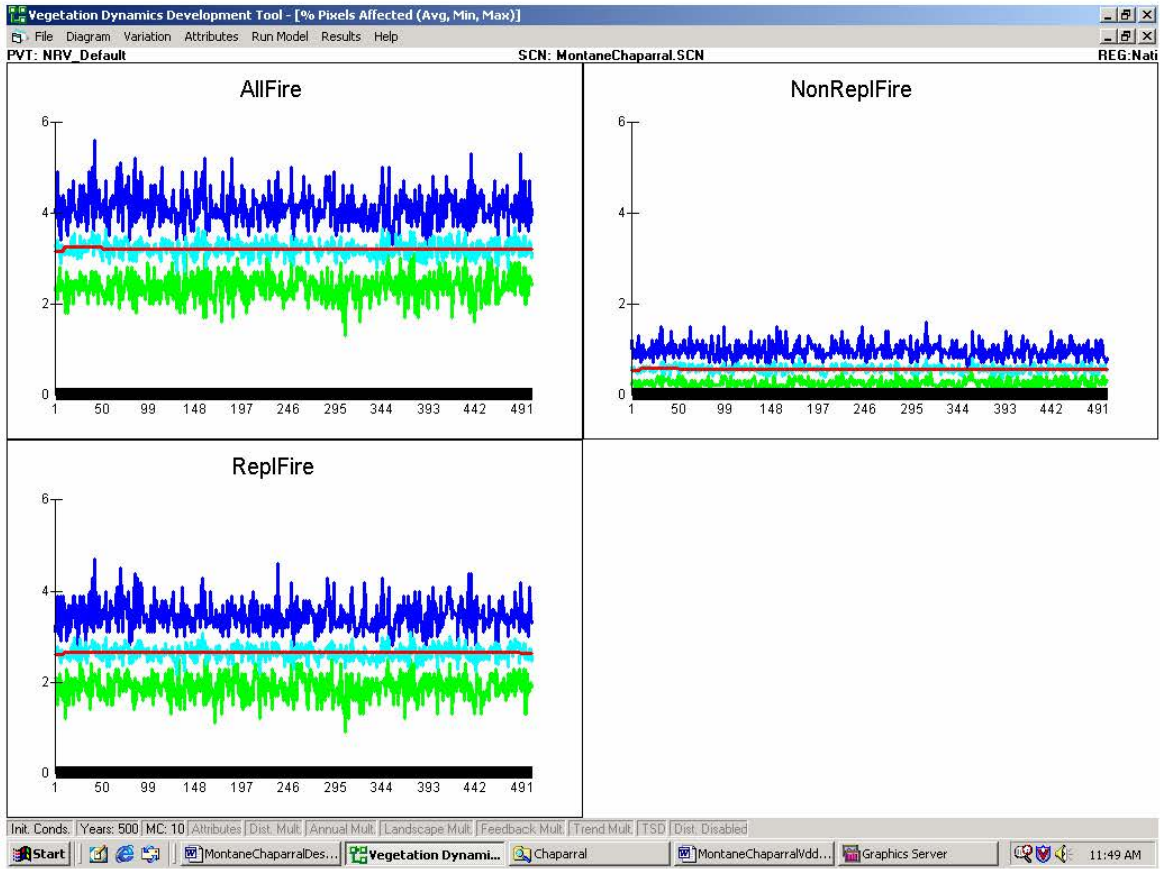 Vegetation Dynamics Development Tool - [% Pixels Affected (Avg, Min, Max)]
File Diagram Variation Attributes Run Model Results Help
PVT: NRV_Default SCN: MontaneChaparral.SCN REG:Nati
AllFire
6
4
2
0
1 50 99 148 197 246 295 344 393 442 491
NonReplFire
6
4
2
0
1 50 99 148 197 246 295 344 393 442 491
ReplFire
6
4
2
0
1 50 99 148 197 246 295 344 393 442 491
Init. Conds. Years: 500 MC: 10 Attributes Dist. Mult. Annual Mult. Landscape Mult. Feedback Mult. Trend Mult. TSD Dist. Disabled
Start MontaneChaparralDes... Vegetation Dynami... Chaparral MontaneChaparralVdd... Graphics Server 11:49 AM